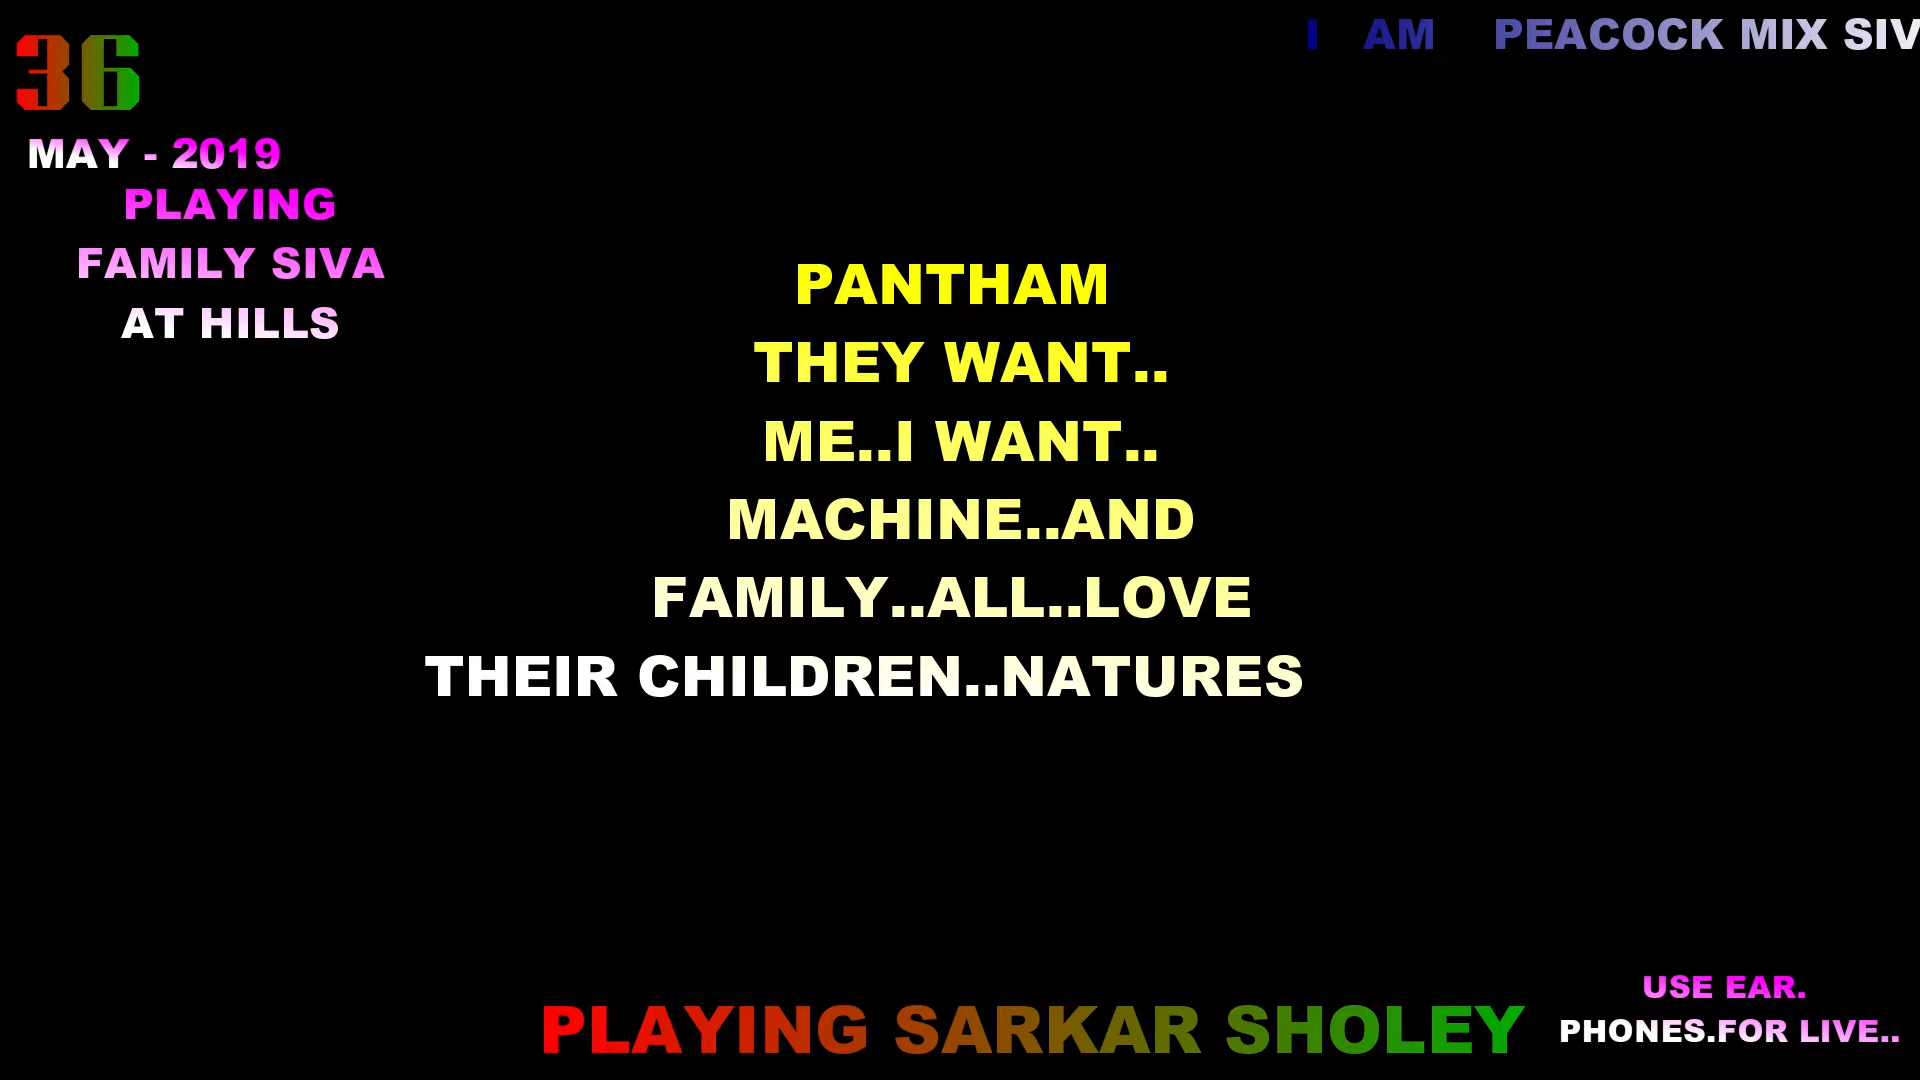 36
I AM PEACOCK MIX SIV
MAY - 2019
PLAYING
FAMILY SIVA
AT HILLS
PANTHAM
THEY WANT..
ME..I WANT..
MACHINE..AND
FAMILY..ALL..LOVE
THEIR CHILDREN..NATURES
PLAYING SARKAR SHOLEY
USE EAR.
PHONES.FOR LIVE..